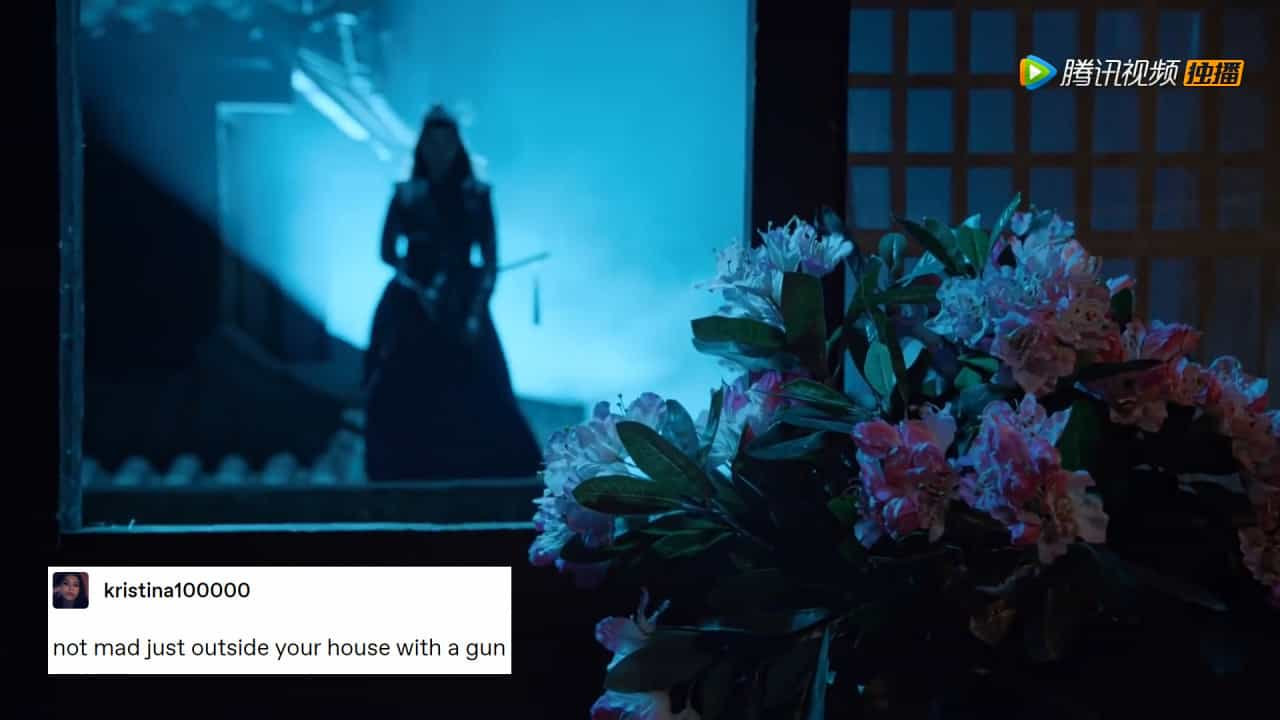 腾讯视频 独播
kristina100000
not mad just outside your house with a gun